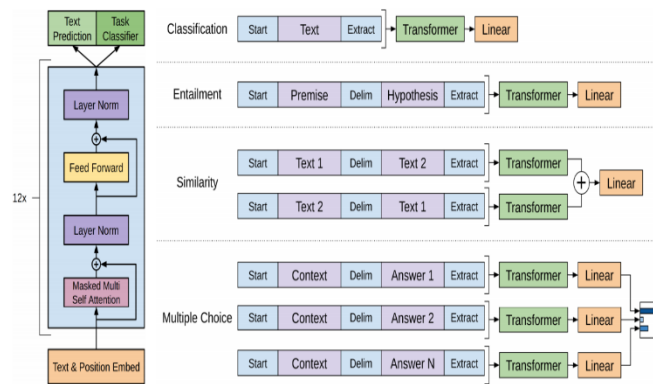 Text Prediction
Task Classifier
12x
Layer Norm
Feed Forward
Layer Norm
Masked Multi Self Attention
Text & Position Embed
Classification Start Text Extract Transformer Linear
Entailment Start Premise Delim Hypothesis Extract Transformer Linear
Similarity
Start Text 1 Delim Text 2 Extract Transformer
Start Text 2 Delim Text 1 Extract Transformer
Linear
Multiple Choice
Start Context Delim Answer 1 Extract Transformer Linear
Start Context Delim Answer 2 Extract Transformer Linear
Start Context Delim Answer N Extract Transformer Linear